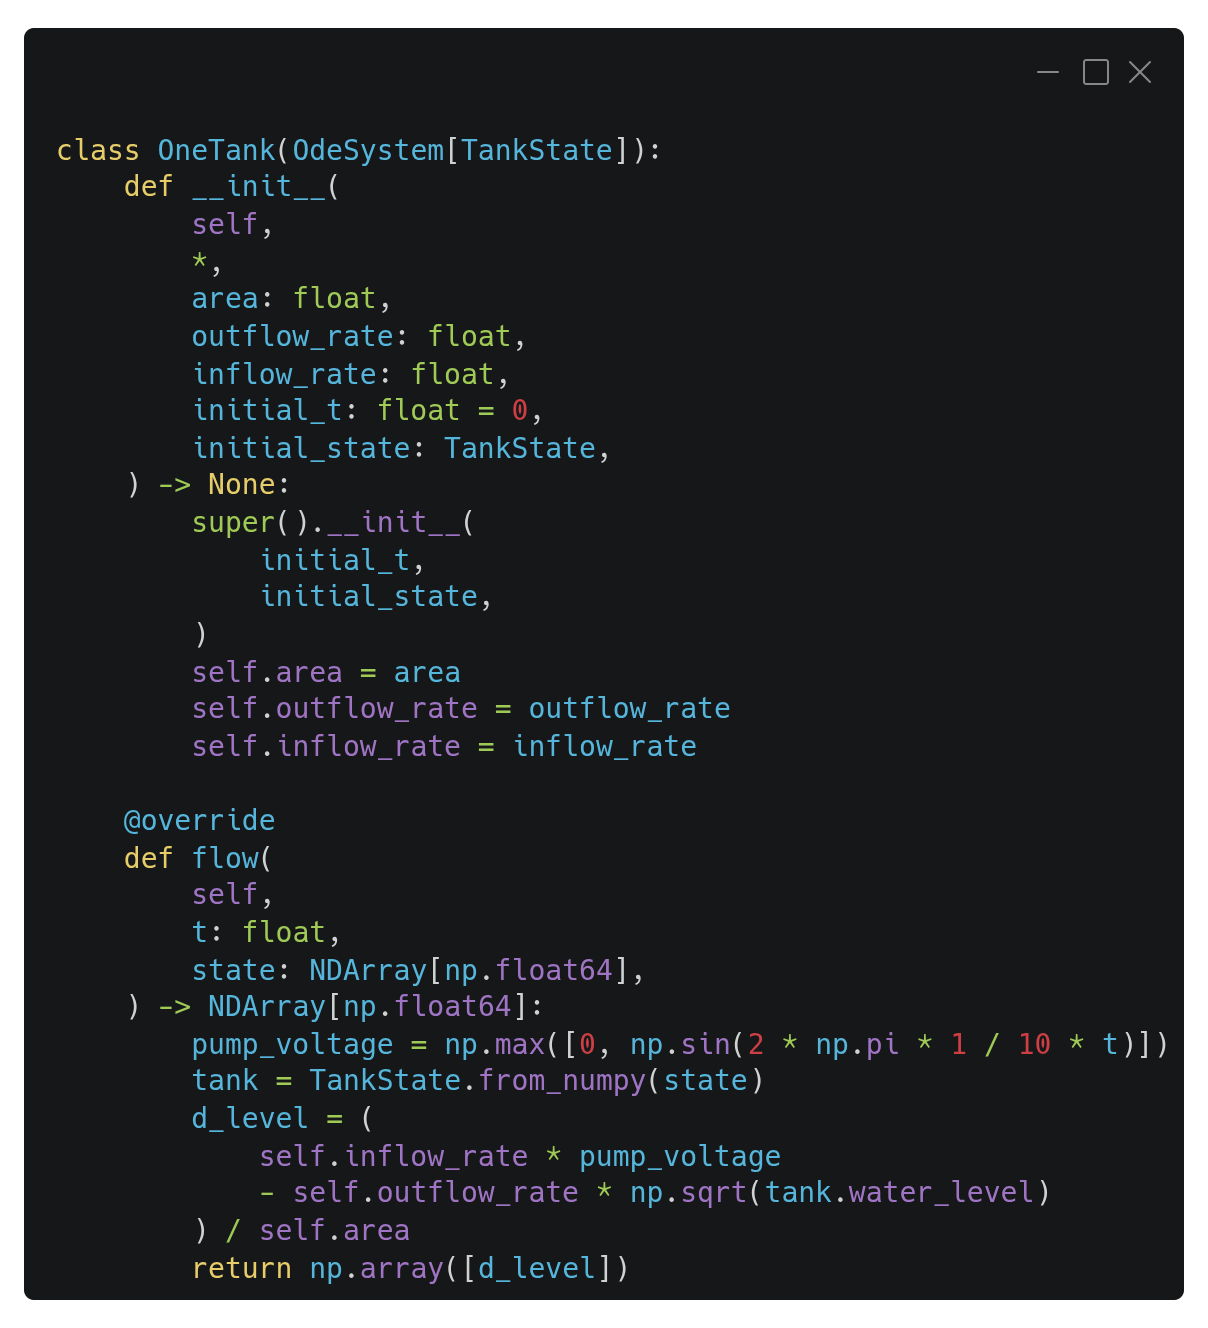 class OneTank(OdeSystem[TankState]):
    def __init__(
        self,
        *,
        area: float,
        outflow_rate: float,
        inflow_rate: float,
        initial_t: float = 0,
        initial_state: TankState,
    ) -> None:
        super().__init__(
            initial_t,
            initial_state,
        )
        self.area = area
        self.outflow_rate = outflow_rate
        self.inflow_rate = inflow_rate

    @override
    def flow(
        self,
        t: float,
        state: NDArray[np.float64],
    ) -> NDArray[np.float64]:
        pump_voltage = np.max([0, np.sin(2 * np.pi * 1 / 10 * t)])
        tank = TankState.from_numpy(state)
        d_level = (
            self.inflow_rate * pump_voltage
            - self.outflow_rate * np.sqrt(tank.water_level)
        ) / self.area
        return np.array([d_level])